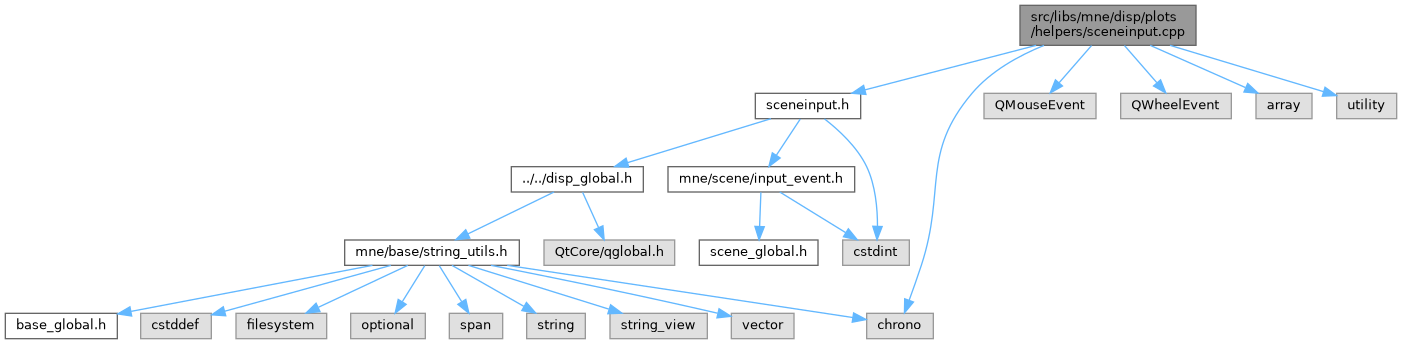 src/libs/mne/disp/plots
/helpers/sceneinput.cpp
sceneinput.h
QMouseEvent
QWheelEvent
array
utility
../../disp_global.h
mne/scene/input_event.h
mne/base/string_utils.h
QtCore/qglobal.h
scene_global.h
cstdint
base_global.h
cstddef
filesystem
optional
span
string
string_view
vector
chrono